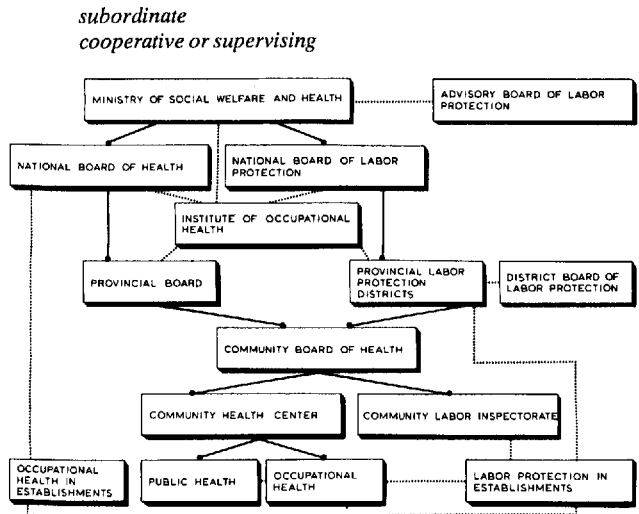 subordinate
cooperative or supervising
MINISTRY OF SOCIAL WELFARE AND HEALTH
ADVISORY BOARD OF LABOR
PROTECTION
NATIONAL BOARD OF HEALTH
NATIONAL BOARD OF LABOR
PROTECTION
INSTITUTE OF OCCUPATIONAL
HEALTH
PROVINCIAL BOARD
PROVINCIAL LABOR
PROTECTION
DISTRICTS
DISTRICT BOARD OF
LABOR PROTECTION
COMMUNITY BOARD OF HEALTH
COMMUNITY HEALTH CENTER
COMMUNITY LABOR INSPECTORATE
OCCUPATIONAL
HEALTH IN
ESTABLISHMENTS
PUBLIC HEALTH
OCCUPATIONAL
HEALTH
LABOR PROTECTION IN
ESTABLISHMENTS